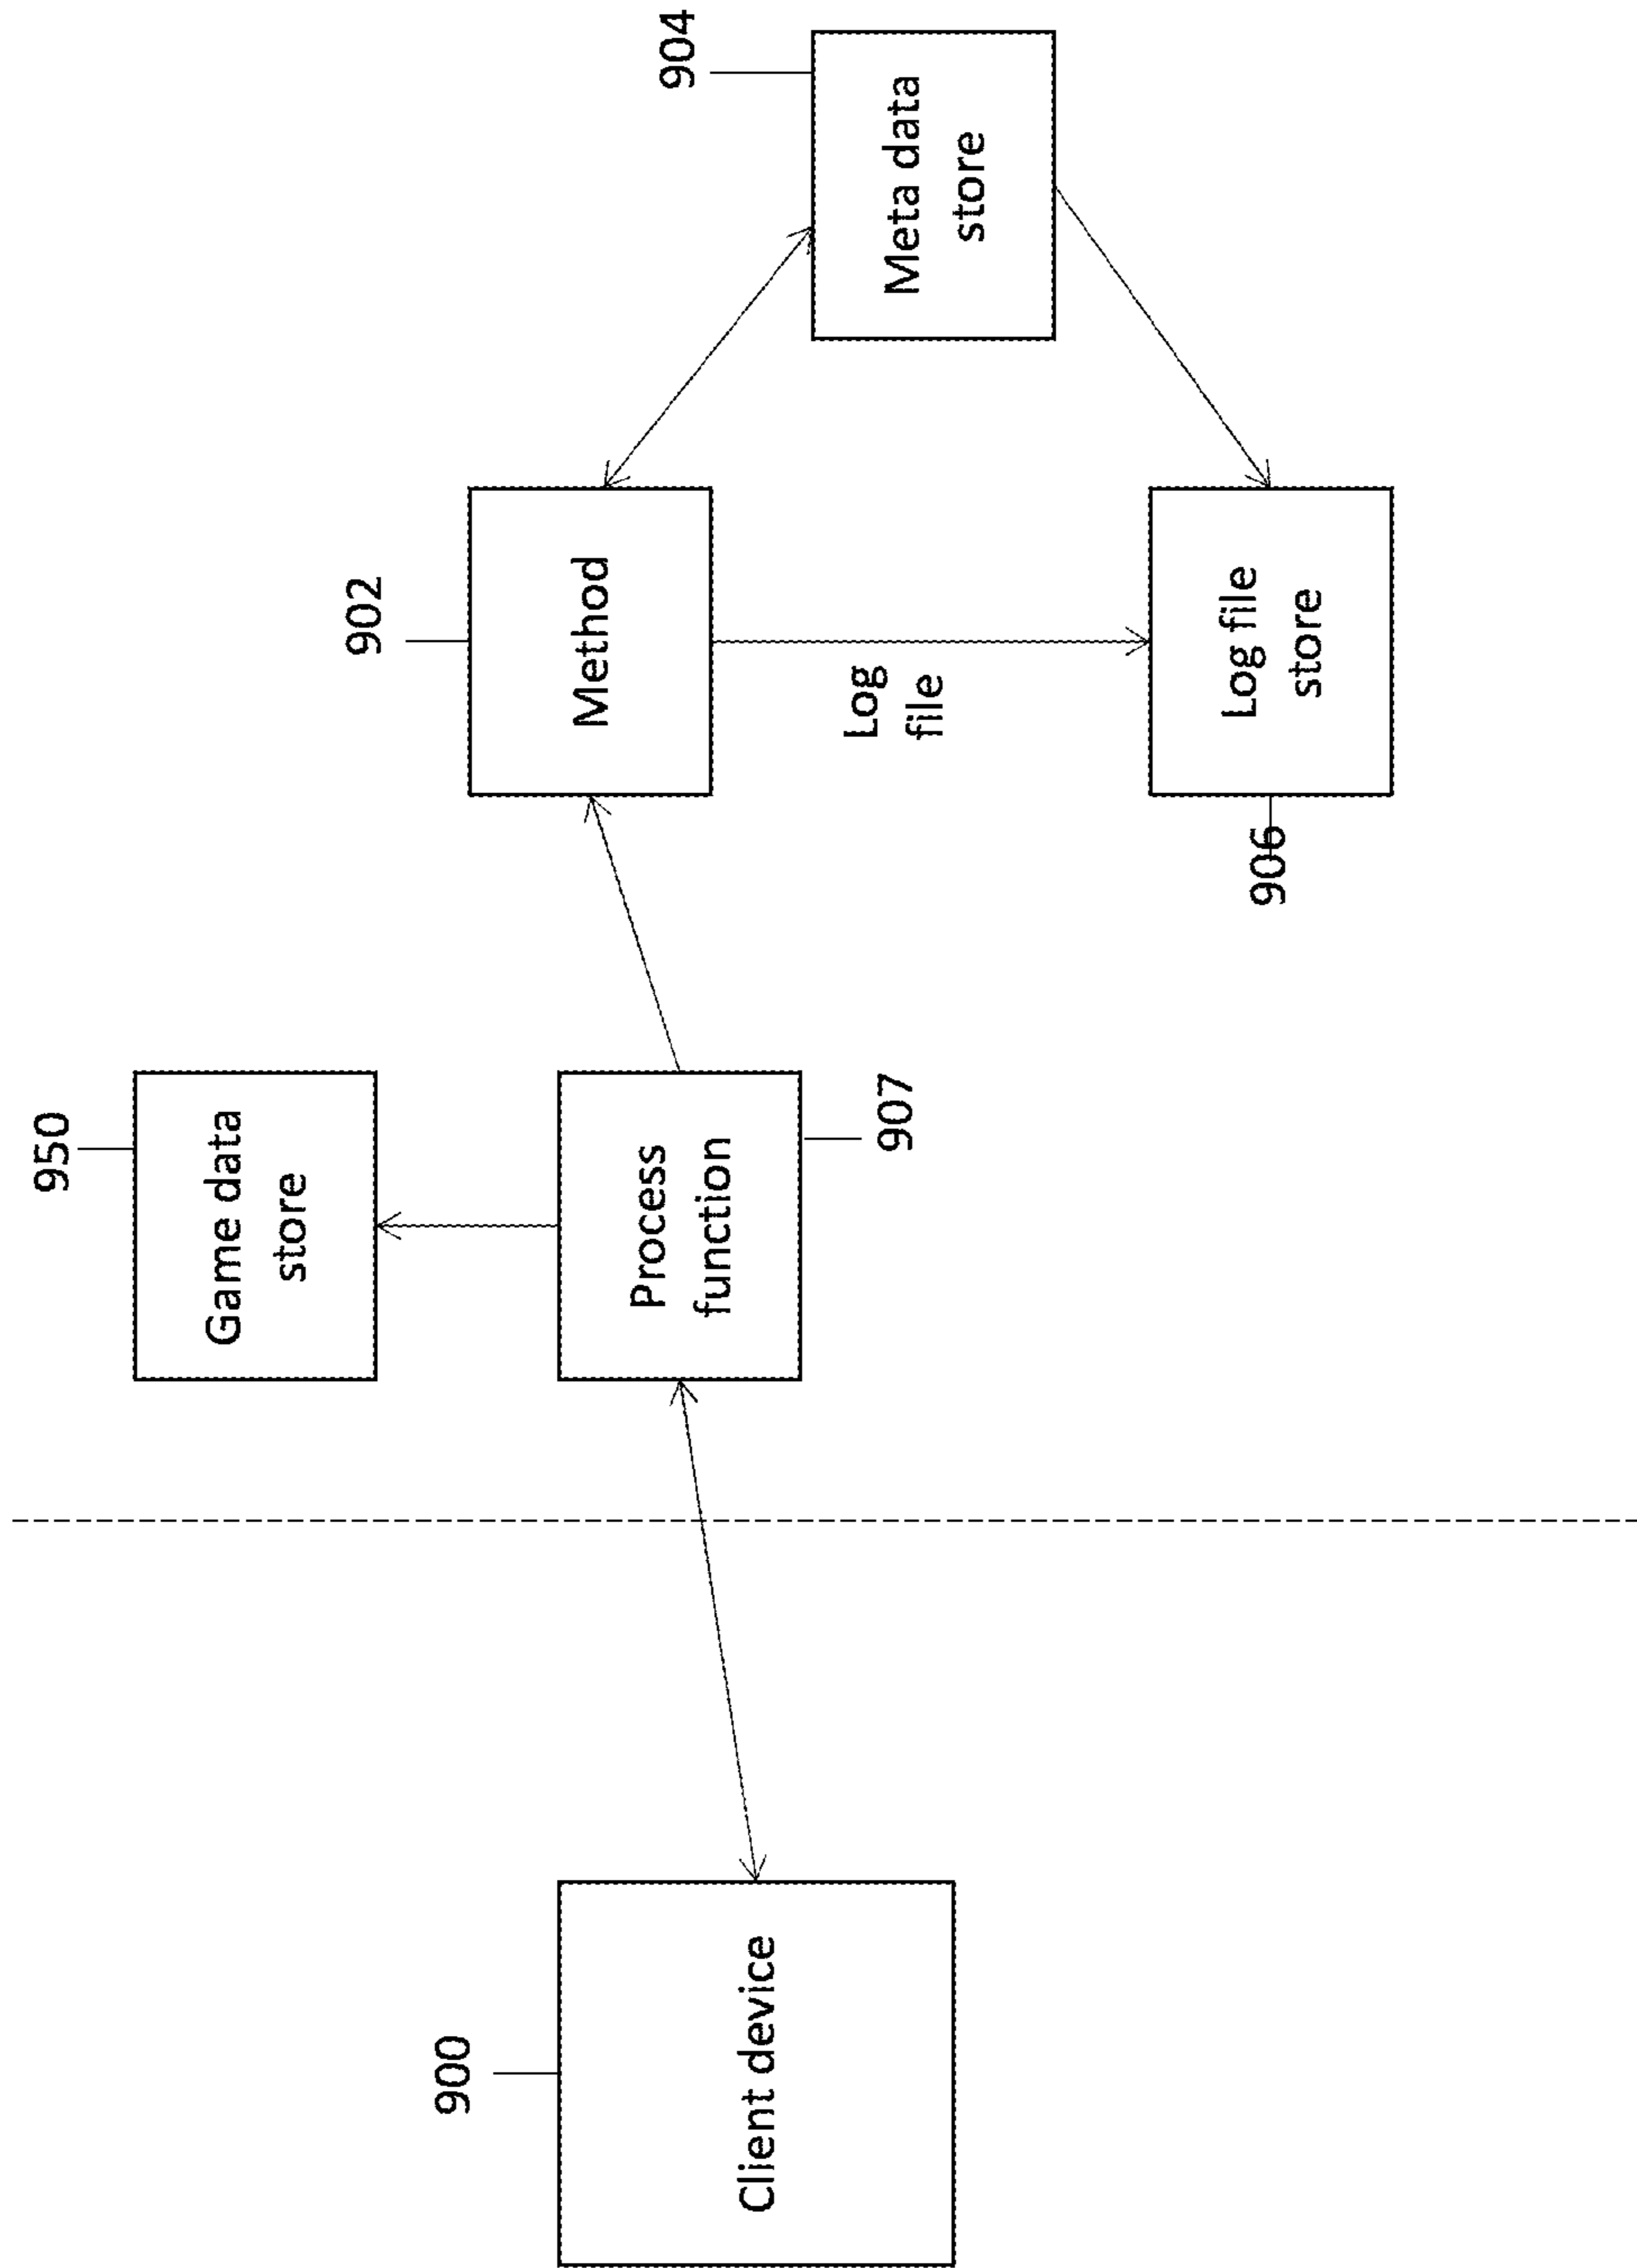 900
Client device
950
Game data
store
Process
function
907
902
Method
Log
file
Log file
store
906
904
Meta data
store